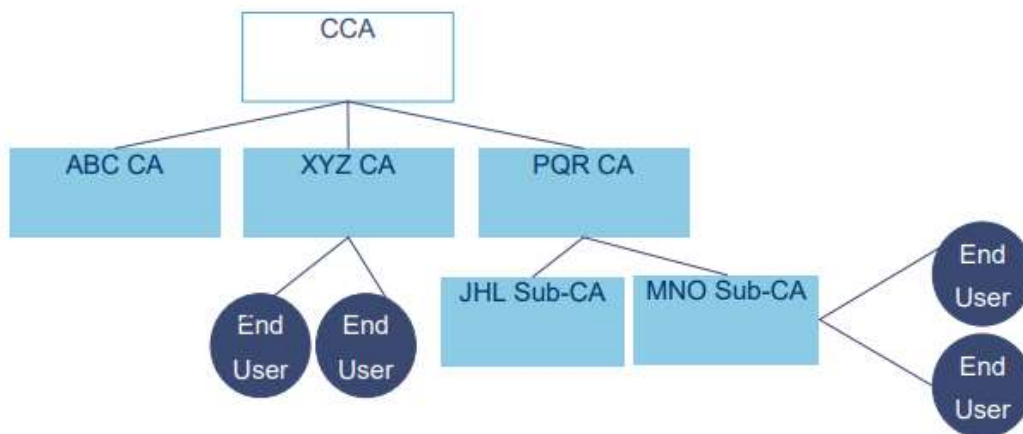 CCA
ABC CA
XYZ CA
PQR CA
JHL Sub-CA
MNO Sub-CA
End
User
End
User
End
User
End
User